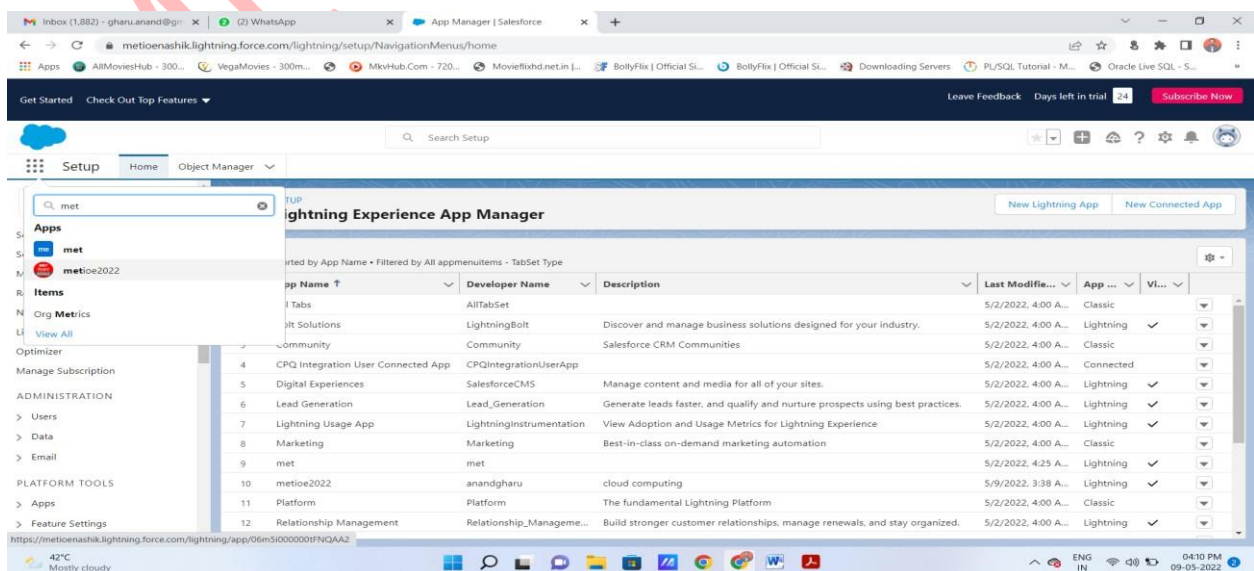 Inbox (1,882) - gharu.anand@gm
(2) WhatsApp
App Manager | Salesforce
metioenashik.lightning.force.com/lightning/setup/NavigationMenus/home
Apps
AllMoviesHub - 300...
VegaMovies - 300m...
MkvHub.Com - 720...
Movieflixhd.net.in |...
BollyFlix | Official Si...
BollyFlix | Official Si...
Downloading Servers
PL/SQL Tutorial - M...
Oracle Live SQL - S...
Get Started Check Out Top Features
Leave Feedback Days left in trial 24 Subscribe Now
Search Setup
Setup Home Object Manager
met
Apps
me met
metioe2022
Items
Org Metrics
View All
Optimizer
Manage Subscription
ADMINISTRATION
Users
Data
Email
PLATFORM TOOLS
Apps
Feature Settings
TUP
ightning Experience App Manager
New Lightning App New Connected App
rted by App Name • Filtered by All appmenuitems - TabSet Type
pp Name ↑ Developer Name Description Last Modifie... App ... Vi...
l Tabs AllTabSet 5/2/2022, 4:00 A... Classic
olt Solutions LightningBolt Discover and manage business solutions designed for your industry. 5/2/2022, 4:00 A... Lightning ✓
3 Community Community Salesforce CRM Communities 5/2/2022, 4:00 A... Classic
4 CPQ Integration User Connected App CPQIntegrationUserApp 5/2/2022, 4:00 A... Connected
5 Digital Experiences SalesforceCMS Manage content and media for all of your sites. 5/2/2022, 4:00 A... Lightning ✓
6 Lead Generation Lead_Generation Generate leads faster, and qualify and nurture prospects using best practices. 5/2/2022, 4:00 A... Lightning ✓
7 Lightning Usage App LightningInstrumentation View Adoption and Usage Metrics for Lightning Experience 5/2/2022, 4:00 A... Lightning ✓
8 Marketing Marketing Best-in-class on-demand marketing automation 5/2/2022, 4:00 A... Classic
9 met met 5/2/2022, 4:25 A... Lightning ✓
10 metioe2022 anandgharu cloud computing 5/9/2022, 3:38 A... Lightning ✓
11 Platform Platform The fundamental Lightning Platform 5/2/2022, 4:00 A... Classic
12 Relationship Management Relationship_Manageme... Build stronger customer relationships, manage renewals, and stay organized. 5/2/2022, 4:00 A... Lightning ✓
https://metioenashik.lightning.force.com/lightning/app/06m5i000000tFNQAA2
42°C
Mostly cloudy
ENG
IN
04:10 PM
09-05-2022